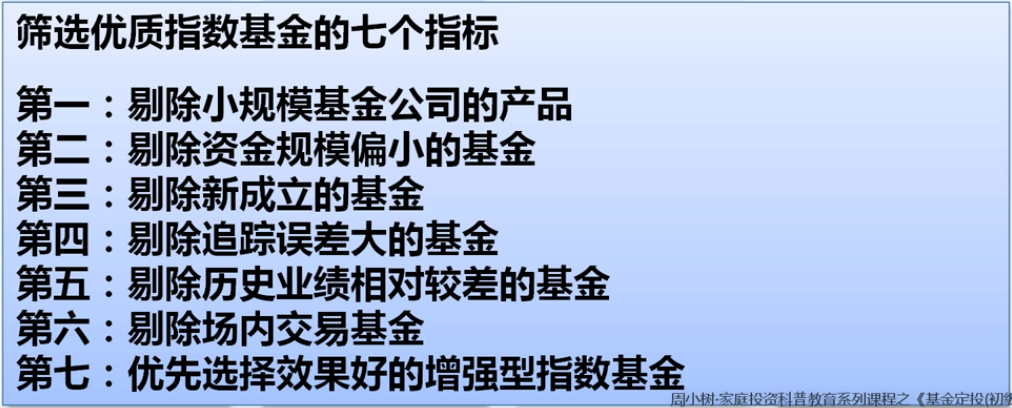 筛选优质指数基金的七个指标
第一：剔除小规模基金公司的产品
第二：剔除资金规模偏小的基金
第三：剔除新成立的基金
第四：剔除追踪误差大的基金
第五：剔除历史业绩相对较差的基金
第六：剔除场内交易基金
第七：优先选择效果好的增强型指数基金
周小树-家庭投资科普教育系列课程之《基金定投(初级